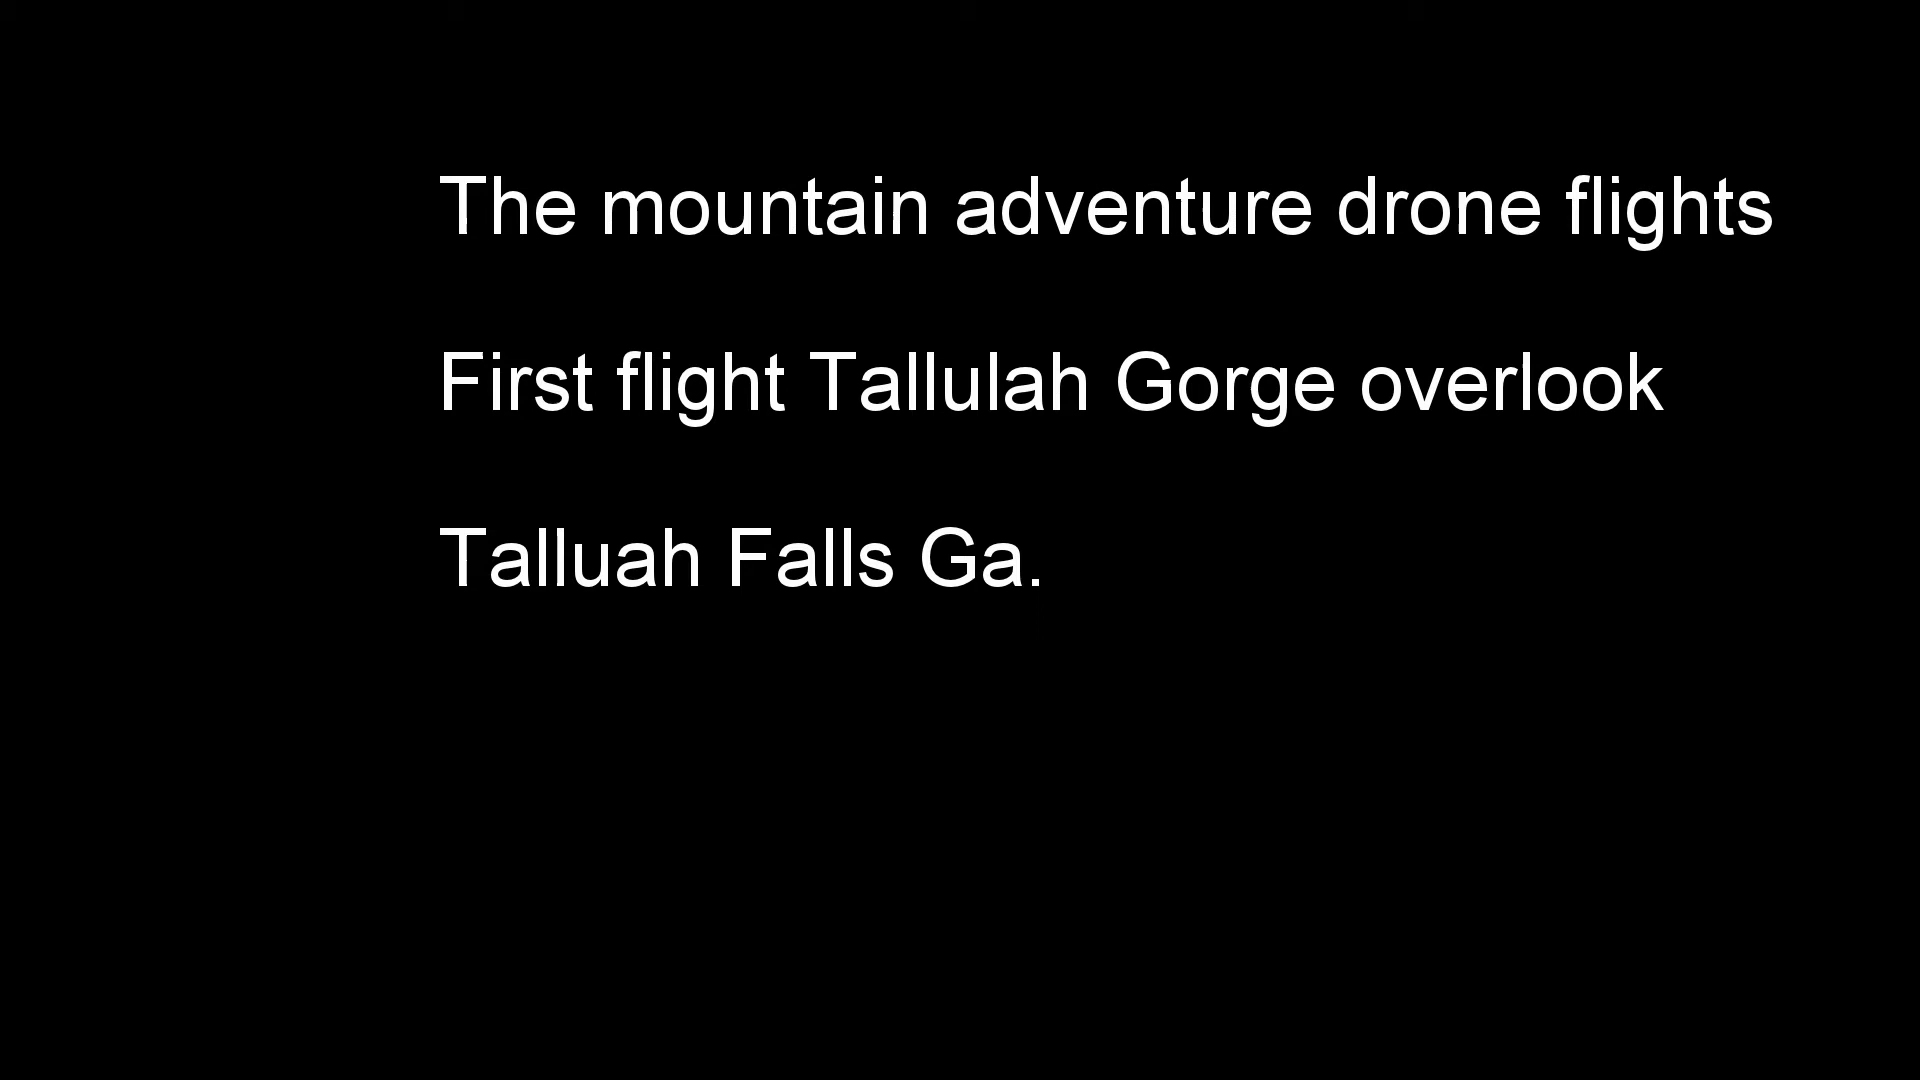 The mountain adventure drone flights
First flight Tallulah Gorge overlook
Talluah Falls Ga.